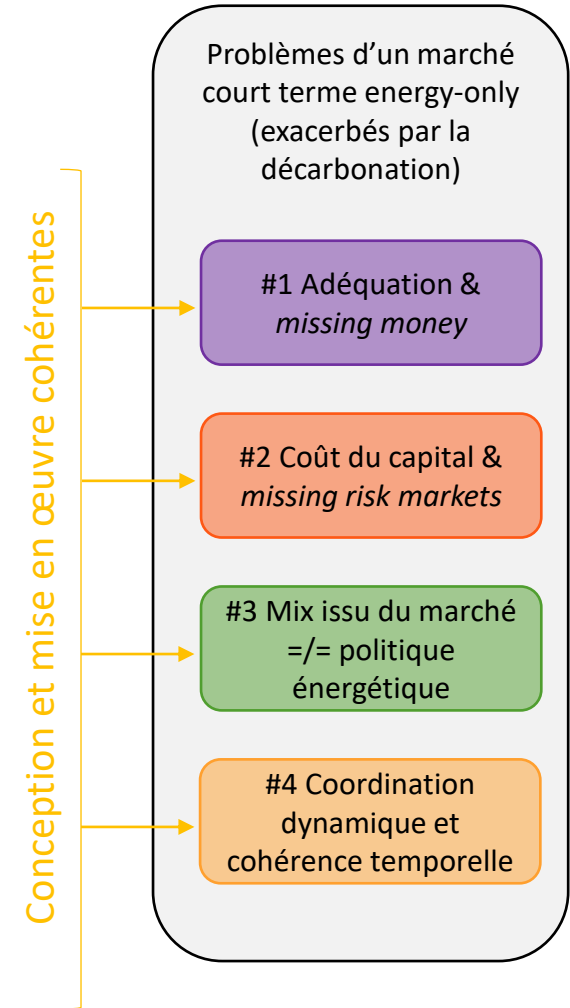 Problèmes d’un marché
court terme energy-only
(exacerbés par la
décarbonation)
Conception et mise en œuvre cohérentes
#1 Adéquation &
missing money
#2 Coût du capital &
missing risk markets
#3 Mix issu du marché
=/= politique
énergétique
#4 Coordination
dynamique et
cohérence temporelle